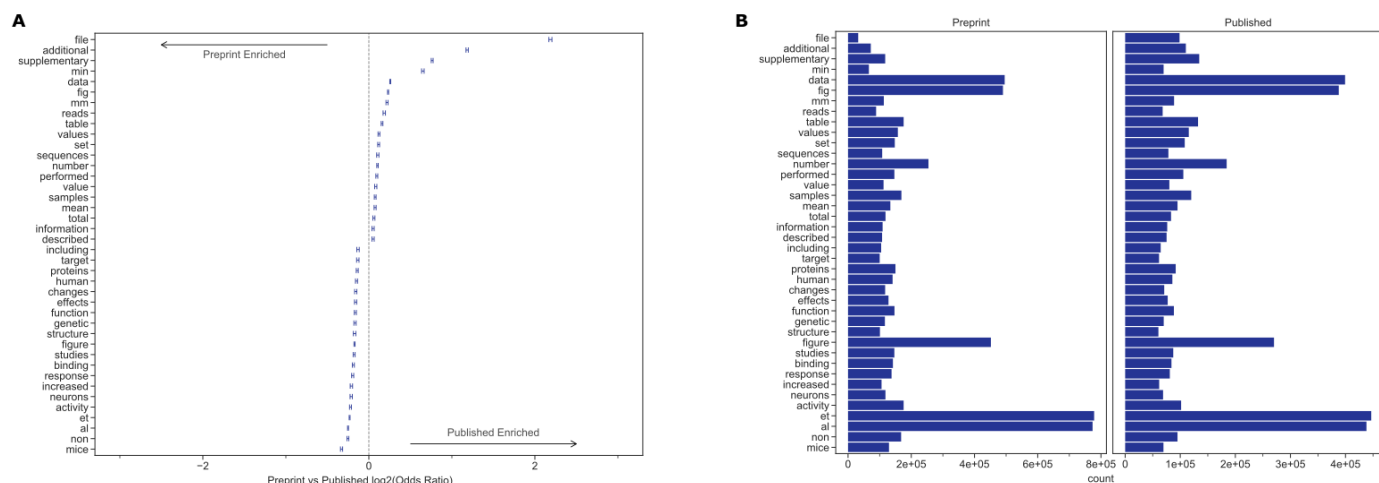 A
file
additional
supplementary
min
data
fig
mm
reads
table
values
set
sequences
number
performed
value
samples
mean
total
information
described
including
target
proteins
human
changes
effects
function
genetic
structure
figure
studies
binding
response
increased
neurons
activity
et
al
non
mice
Preprint Enriched
Published Enriched
−2
0
2
Preprint vs Published log2(Odds Ratio)
B
Preprint
Published
file
additional
supplementary
min
data
fig
mm
reads
table
values
set
sequences
number
performed
value
samples
mean
total
information
described
including
target
proteins
human
changes
effects
function
genetic
structure
figure
studies
binding
response
increased
neurons
activity
et
al
non
mice
0
2e+05
4e+05
6e+05
8e+05
0
1e+05
2e+05
3e+05
4e+05
count